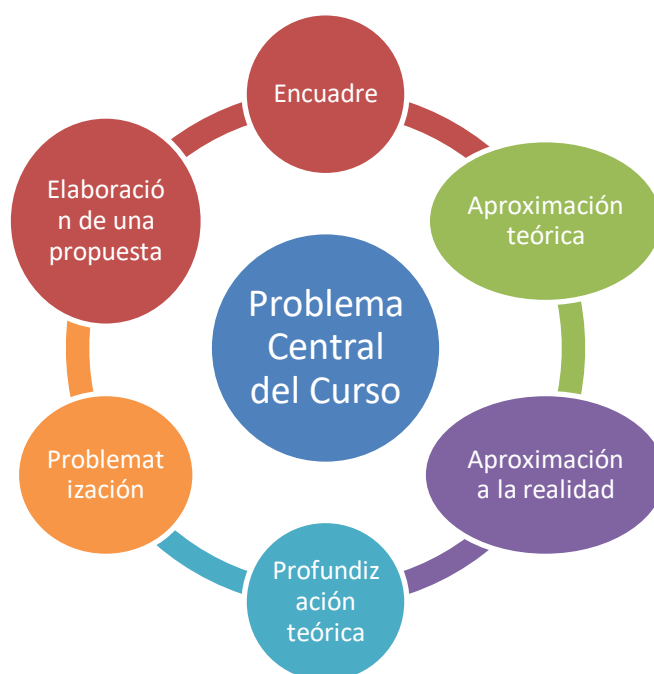 Encuadre
Aproximación
teórica
Aproximación
a la realidad
Profundiz
ación
teórica
Problemat
ización
Elaboració
n de una
propuesta
Problema
Central
del Curso